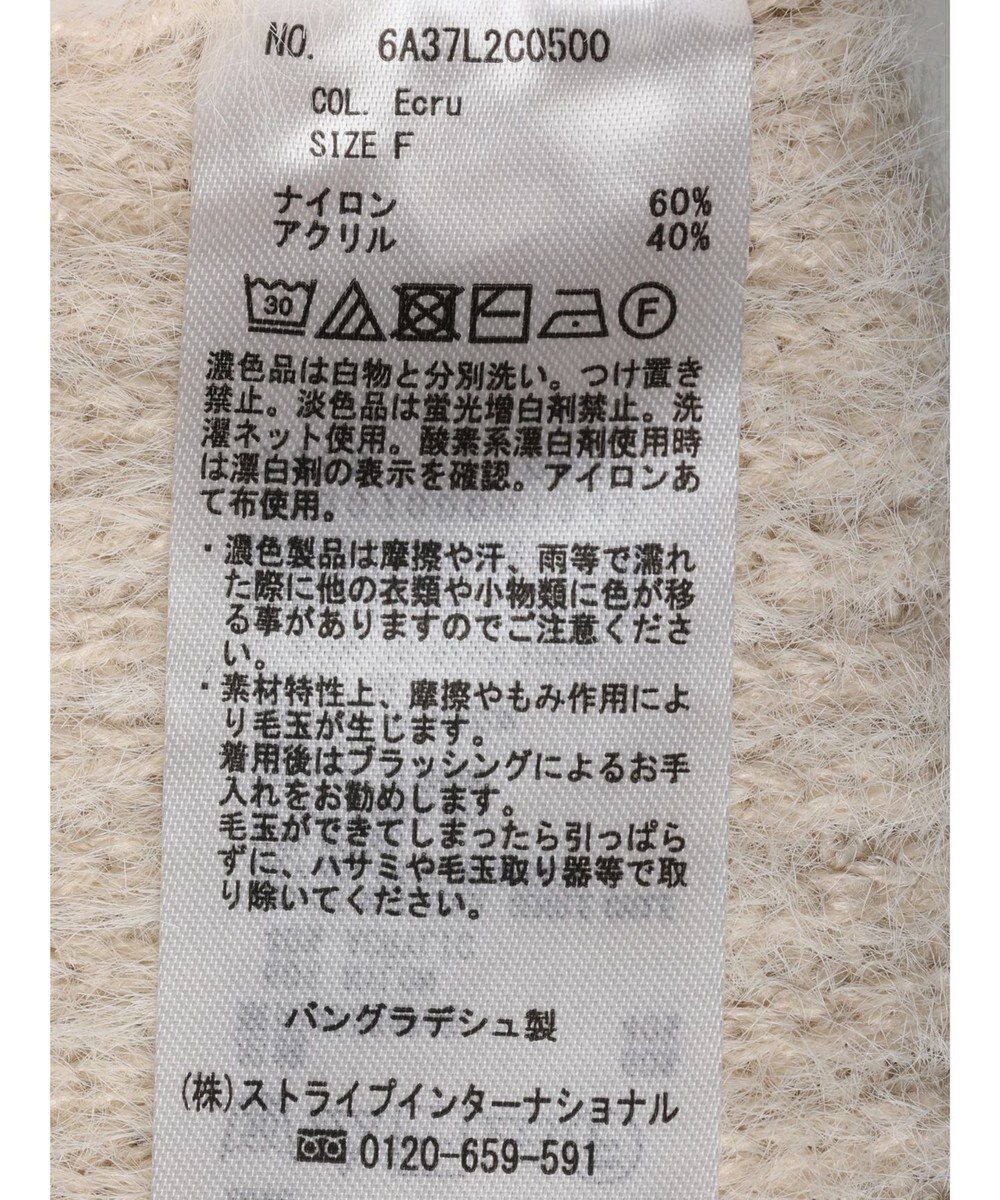 NO. 6A37L2C0500
COL. Ecru
SIZE F
ナイロン 60%
アクリル 40%
30 F
濃色品は白物と分別洗い。つけ置き
禁止。淡色品は蛍光増白剤禁止。洗
濯ネット使用。酸素系漂白剤使用時
は漂白剤の表示を確認。アイロンあ
て布使用。
・濃色製品は摩擦や汗、雨等で濡れ
た際に他の衣類や小物類に色が移
る事がありますのでご注意くださ
い。
・素材特性上、摩擦やもみ作用によ
り毛玉が生じます。
着用後はブラッシングによるお手
入れをお勧めします。
毛玉ができてしまったら引っぱら
ずに、ハサミや毛玉取り器等で取
り除いてください。
バングラデシュ製
(株)ストライプインターナショナル
0120-659-591